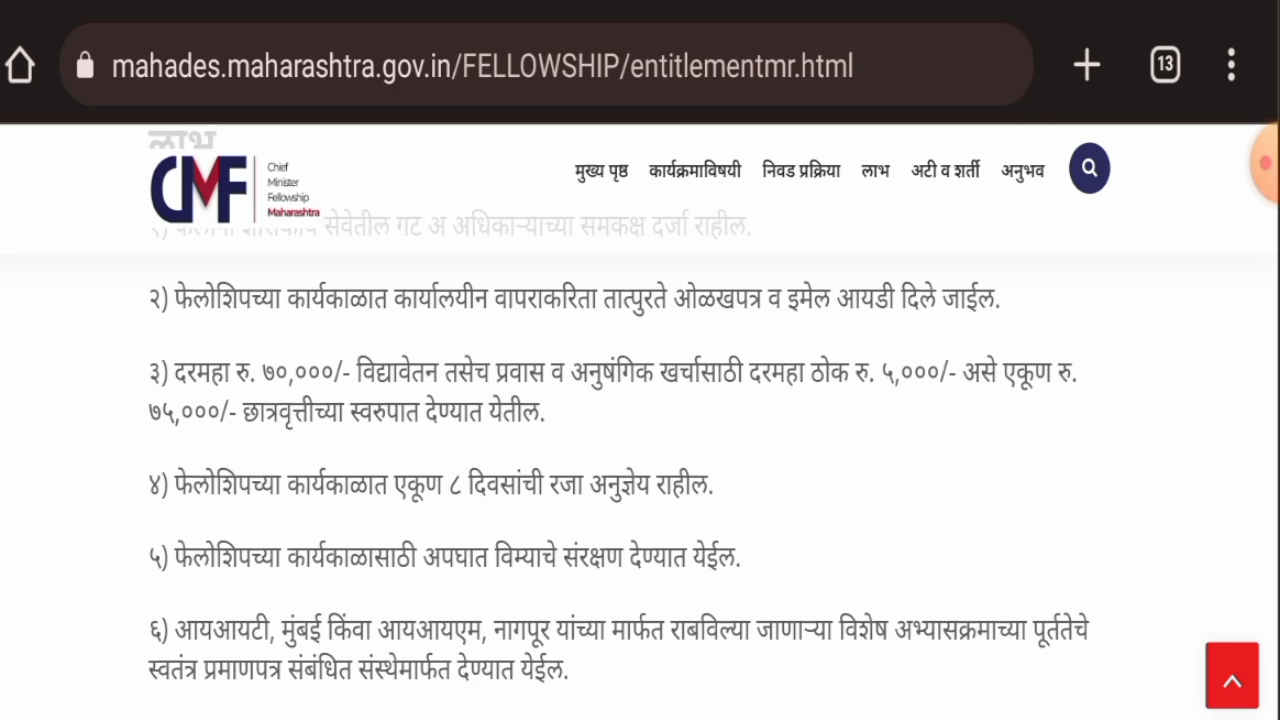 mahades.maharashtra.gov.in/FELLOWSHIP/entitlementmr.html
13
लाभ
CMF
Chief
Minister
Fellowship
Maharashtra
मुख्य पृष्ठ कार्यक्रमाविषयी निवड प्रक्रिया लाभ अटी व शर्ती अनुभव
सेवेतील गट अ अधिकाऱ्याच्या समकक्ष दर्जा राहील.
२) फेलोशिपच्या कार्यकाळात कार्यालयीन वापराकरिता तात्पुरते ओळखपत्र व इमेल आयडी दिले जाईल.
३) दरमहा रु. ७०,०००/- विद्यावेतन तसेच प्रवास व अनुषंगिक खर्चासाठी दरमहा ठोक रु. ५,०००/- असे एकूण रु.
७५,०००/- छात्रवृत्तीच्या स्वरुपात देण्यात येतील.
४) फेलोशिपच्या कार्यकाळात एकूण ८ दिवसांची रजा अनुज्ञेय राहील.
५) फेलोशिपच्या कार्यकाळासाठी अपघात विम्याचे संरक्षण देण्यात येईल.
६) आयआयटी, मुंबई किंवा आयआयएम, नागपूर यांच्या मार्फत राबविल्या जाणाऱ्या विशेष अभ्यासक्रमाच्या पूर्ततेचे
स्वतंत्र प्रमाणपत्र संबंधित संस्थेमार्फत देण्यात येईल.